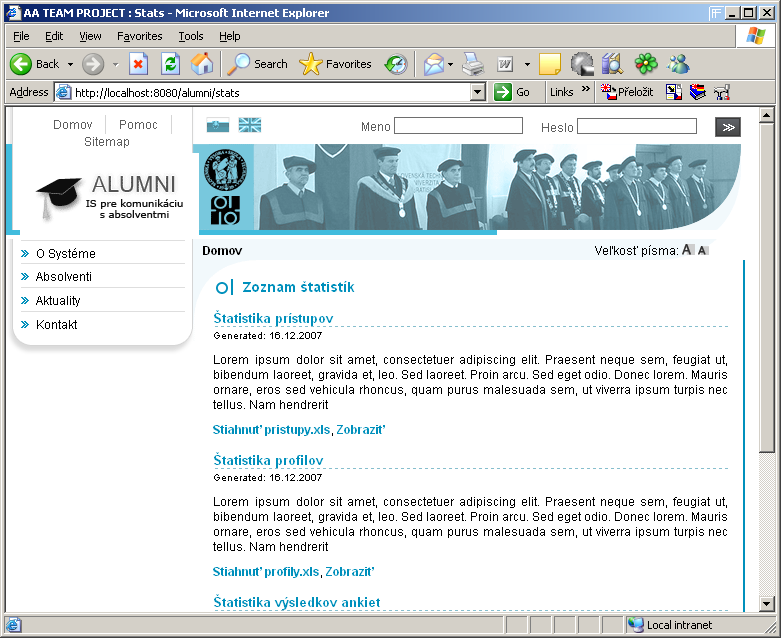 AA TEAM PROJECT : Stats - Microsoft Internet Explorer
File Edit View Favorites Tools Help
Back Search Favorites
Address http://localhost:8080/alumni/stats Go Links » Přeložit
Domov Pomoc
Sitemap
Meno Heslo
ALUMNI
IS pre komunikáciu
s absolventmi
O Systéme
Absolventi
Aktuality
Kontakt
Domov Veľkosť písma: A A
Zoznam štatistík
Štatistika prístupov
Generated: 16.12.2007
Lorem ipsum dolor sit amet, consectetuer adipiscing elit. Praesent neque sem, feugiat ut,
bibendum laoreet, gravida et, leo. Sed laoreet. Proin arcu. Sed eget odio. Donec lorem. Mauris
ornare, eros sed vehicula rhoncus, quam purus malesuada sem, ut viverra ipsum turpis nec
tellus. Nam hendrerit
Stiahnuť pristupy.xls, Zobraziť
Štatistika profilov
Generated: 16.12.2007
Lorem ipsum dolor sit amet, consectetuer adipiscing elit. Praesent neque sem, feugiat ut,
bibendum laoreet, gravida et, leo. Sed laoreet. Proin arcu. Sed eget odio. Donec lorem. Mauris
ornare, eros sed vehicula rhoncus, quam purus malesuada sem, ut viverra ipsum turpis nec
tellus. Nam hendrerit
Stiahnuť profily.xls, Zobraziť
Štatistika výsledkov ankiet
Local intranet